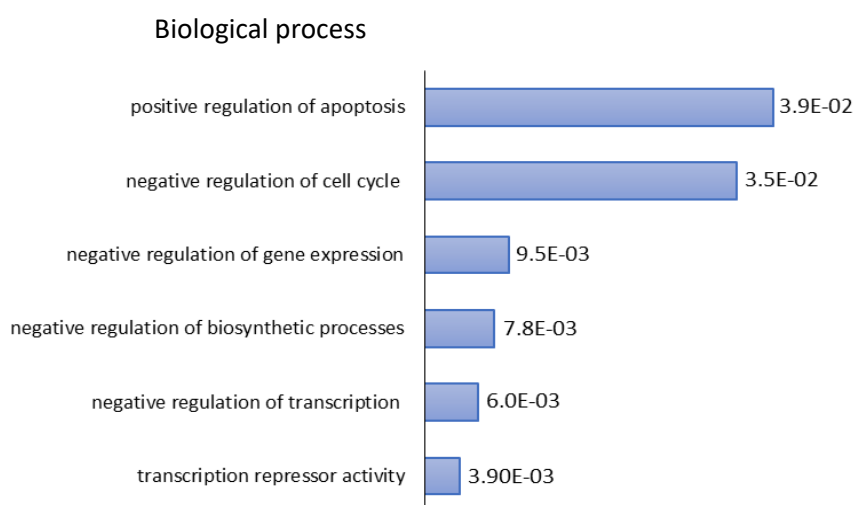 Biological process
positive regulation of apoptosis 3.9E-02
negative regulation of cell cycle 3.5E-02
negative regulation of gene expression 9.5E-03
negative regulation of biosynthetic processes 7.8E-03
negative regulation of transcription 6.0E-03
transcription repressor activity 3.90E-03